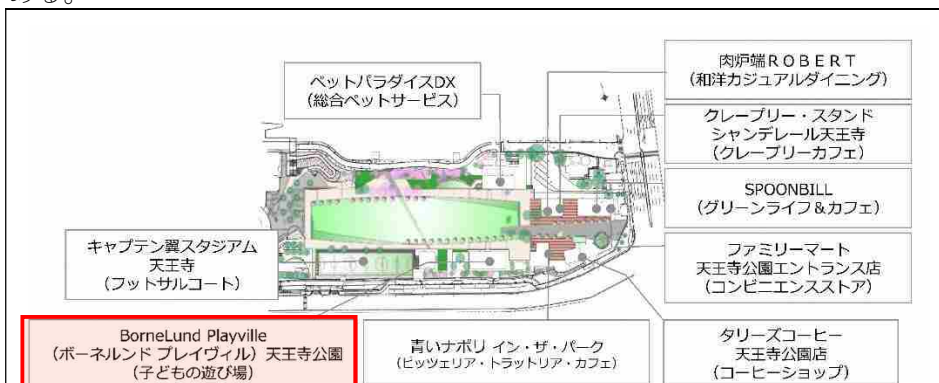 ある。
肉炉端ROBERT
(和洋カジュアルダイニング)
ペットパラダイスDX
(総合ペットサービス)
クレープリー・スタンド
シャンデレール天王寺
(クレープリーカフェ)
SPOONBILL
(グリーンライフ&カフェ)
キャプテン翼スタジアム
天王寺
(フットサルコート)
ファミリーマート
天王寺公園エントランス店
(コンビニエンスストア)
BorneLund Playville
(ボーネルンド プレイヴィル) 天王寺公園
(子どもの遊び場)
青いナポリ イン・ザ・パーク
(ピッツェリア・トラットリア・カフェ)
タリーズコーヒー
天王寺公園店
(コーヒーショップ)